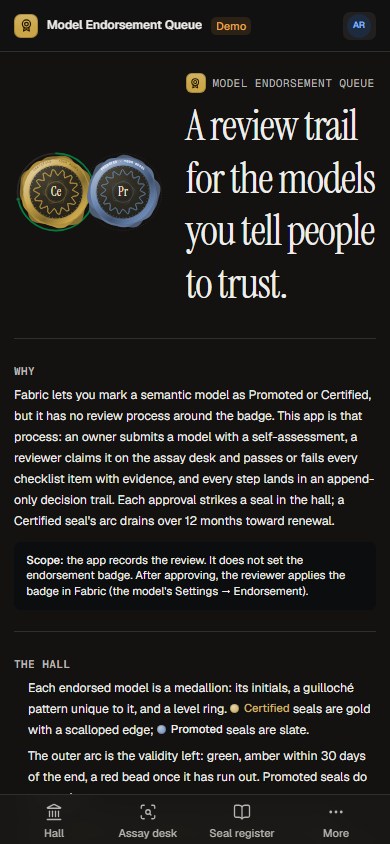 Model Endorsement Queue Demo AR
MODEL ENDORSEMENT QUEUE
A review trail
for the models
you tell people
to trust.
Ce Pr
WHY
Fabric lets you mark a semantic model as Promoted or Certified,
but it has no review process around the badge. This app is that
process: an owner submits a model with a self-assessment, a
reviewer claims it on the assay desk and passes or fails every
checklist item with evidence, and every step lands in an append-
only decision trail. Each approval strikes a seal in the hall; a
Certified seal's arc drains over 12 months toward renewal.
Scope: the app records the review. It does not set the
endorsement badge. After approving, the reviewer applies the
badge in Fabric (the model's Settings → Endorsement).
THE HALL
Each endorsed model is a medallion: its initials, a guilloché
pattern unique to it, and a level ring. Certified seals are gold
with a scalloped edge; Promoted seals are slate.
The outer arc is the validity left: green, amber within 30 days
of the end, a red bead once it has run out. Promoted seals do
Hall Assay desk Seal register More